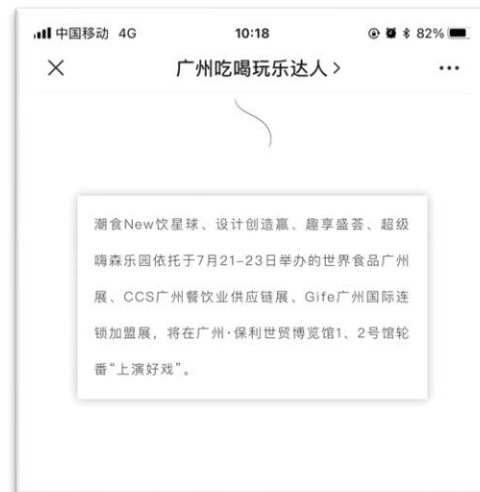 中国移动 4G 10:18 82%
广州吃喝玩乐达人
潮食New饮星球、设计创造赢、趣享盛荟、超级
嗨森乐园依托于7月21-23日举办的世界食品广州
展、CCS广州餐饮业供应链展、Gife广州国际连
锁加盟展，将在广州·保利世贸博览馆1、2号馆轮
番“上演好戏”。